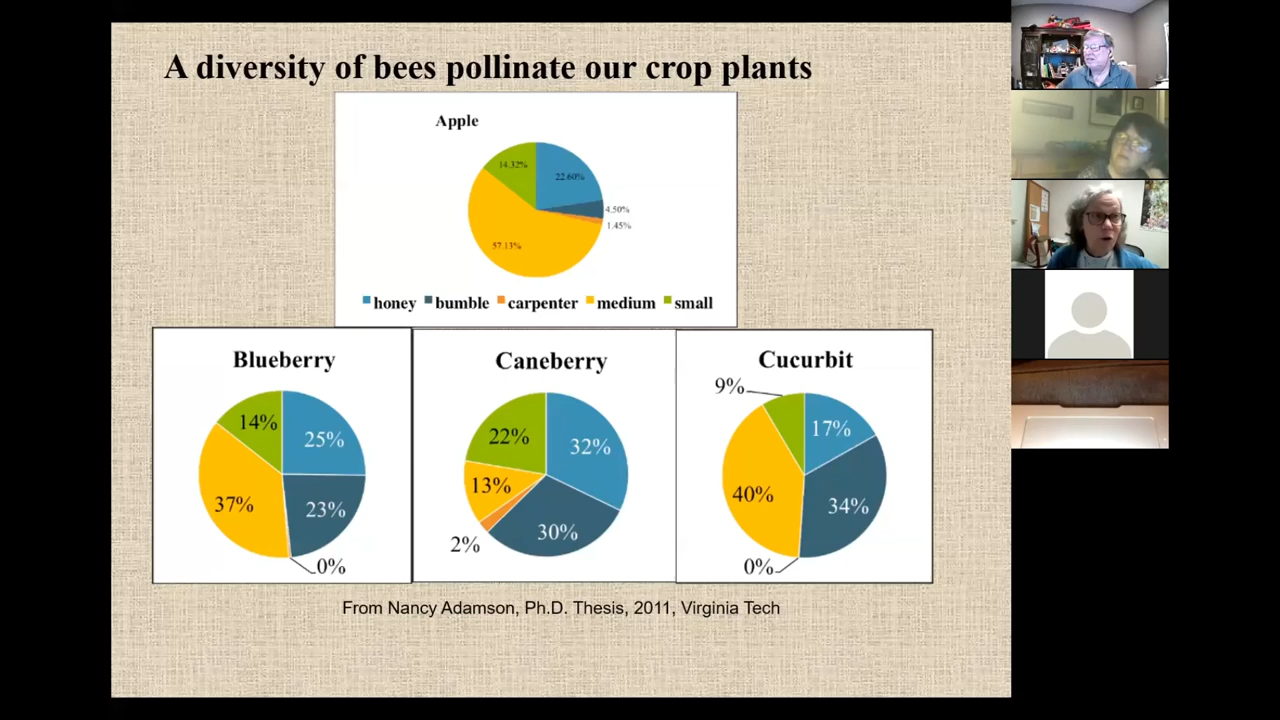 A diversity of bees pollinate our crop plants
Apple
14.32%
22.60%
4.50%
1.45%
57.13%
honey bumble carpenter medium small
Blueberry
14%
25%
37%
23%
0%
Caneberry
22%
32%
13%
30%
2%
Cucurbit
9%
17%
40%
34%
0%
From Nancy Adamson, Ph.D. Thesis, 2011, Virginia Tech